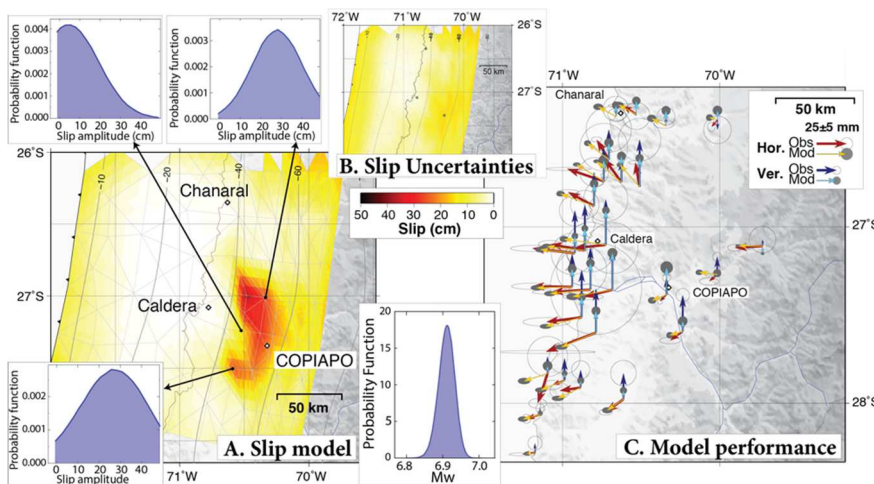 0.004
0.003
0.002
0.001
0.000
Probability function
0 10 20 30 40
Slip amplitude (cm)
0.003
0.002
0.001
0.000
Probability function
0 10 20 30 40
Slip amplitude (cm)
72°W 71°W 70°W
26°S
27°S
50 km
B. Slip Uncertainties
50 40 30 20 10 0
Slip (cm)
26°S
27°S
71°W 70°W
-10
-20
-40
-60
Chanaral
Caldera
COPIAPO
50 km
A. Slip model
0.002
0.001
0.000
Probability function
0 10 20 30 40
Slip amplitude
20
15
10
5
0
Probability Function
6.8 6.9 7.0
Mw
71°W 70°W
27°S
28°S
Chanaral
Caldera
COPIAPO
50 km
25±5 mm
Hor. Obs
Mod
Ver. Obs
Mod
C. Model performance